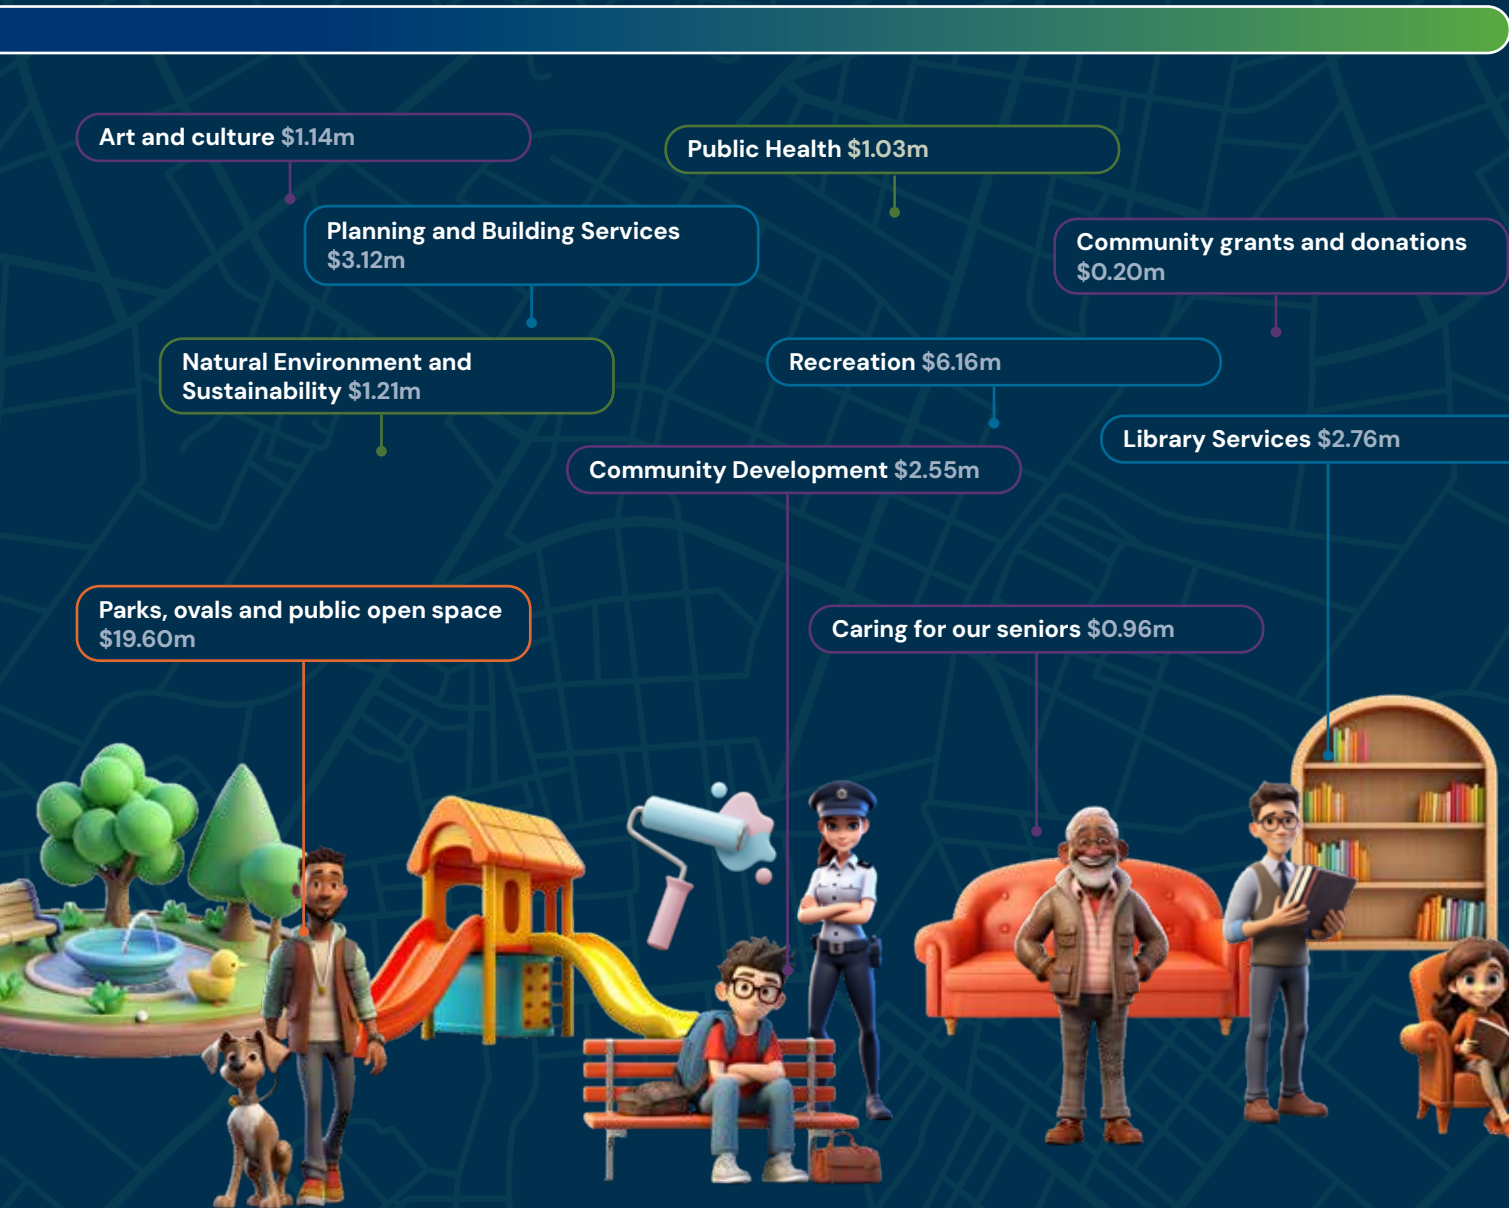 Art and culture $1.14m
Public Health $1.03m
Planning and Building Services
$3.12m
Community grants and donations
$0.20m
Natural Environment and
Sustainability $1.21m
Recreation $6.16m
Library Services $2.76m
Community Development $2.55m
Parks, ovals and public open space
$19.60m
Caring for our seniors $0.96m